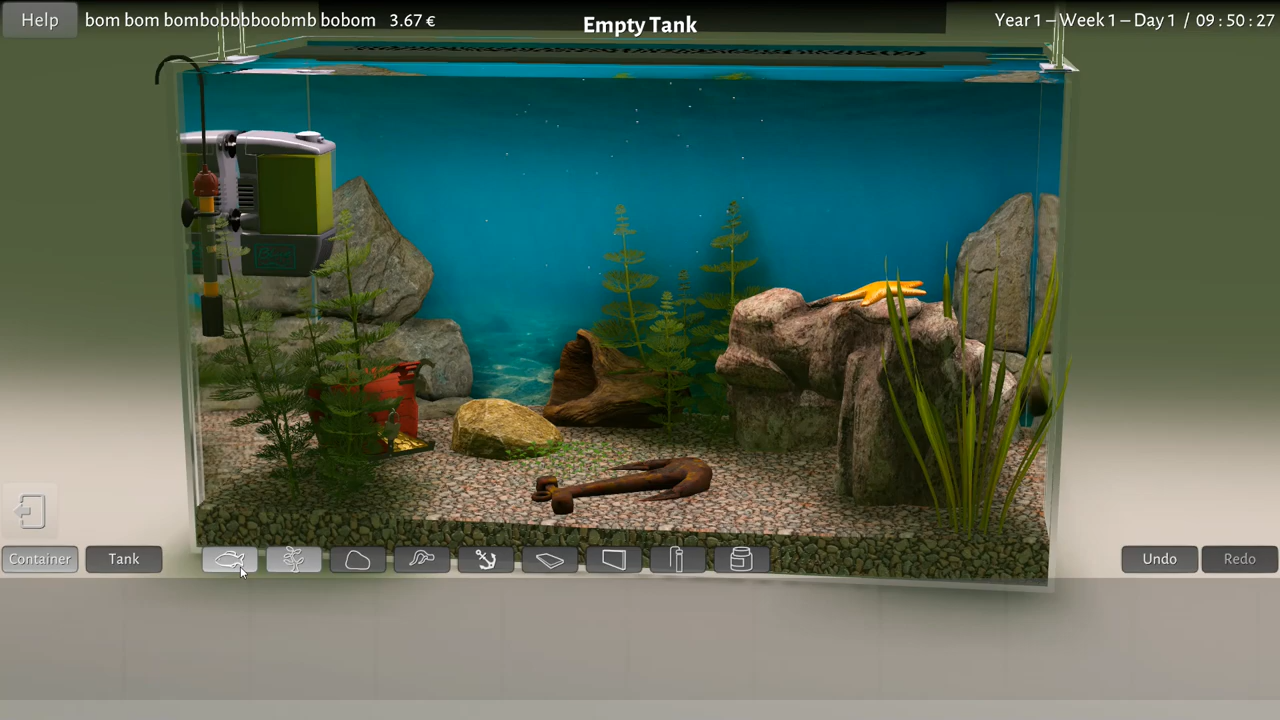 Help
bom bom bombobbbboobmb bobom 3.67 €
Empty Tank
Year 1 – Week 1 – Day 1 / 09:50:27
Container
Tank
Undo
Redo